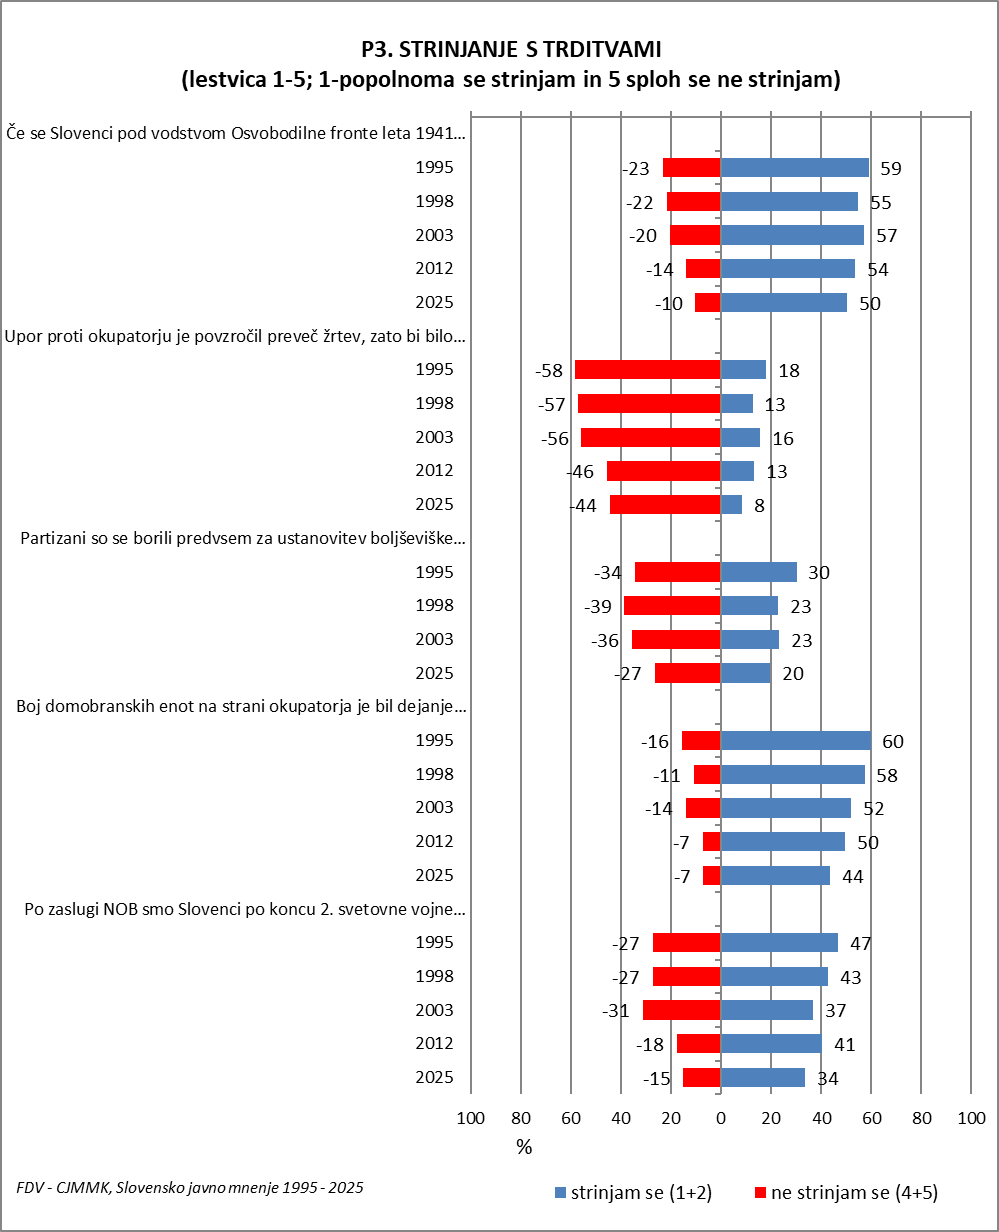 P3. STRINJANJE S TRDITVAMI
(lestvica 1-5; 1-popolnoma se strinjam in 5 sploh se ne strinjam)
Če se Slovenci pod vodstvom Osvobodilne fronte leta 1941…
1995 -23 59
1998 -22 55
2003 -20 57
2012 -14 54
2025 -10 50
Upor proti okupatorju je povzročil preveč žrtev, zato bi bilo…
1995 -58 18
1998 -57 13
2003 -56 16
2012 -46 13
2025 -44 8
Partizani so se borili predvsem za ustanovitev boljševiške…
1995 -34 30
1998 -39 23
2003 -36 23
2025 -27 20
Boj domobranskih enot na strani okupatorja je bil dejanje…
1995 -16 60
1998 -11 58
2003 -14 52
2012 -7 50
2025 -7 44
Po zaslugi NOB smo Slovenci po koncu 2. svetovne vojne…
1995 -27 47
1998 -27 43
2003 -31 37
2012 -18 41
2025 -15 34
100 80 60 40 20 0 20 40 60 80 100
%
FDV - CJMMK, Slovensko javno mnenje 1995 - 2025
strinjam se (1+2) ne strinjam se (4+5)